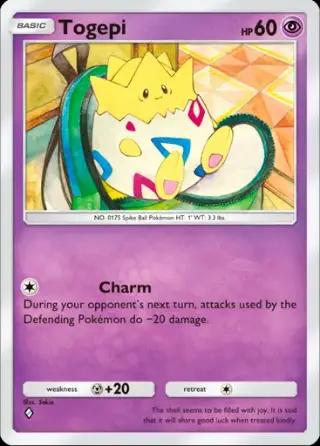 BASIC Togepi HP 60
NO. 0175 Spike Ball Pokémon HT: 1" WT: 3.3 lbs.
Charm
During your opponent's next turn, attacks used by the
Defending Pokémon do −20 damage.
weakness +20 retreat
Illus. Sekio
The shell seems to be filled with joy. It is said
that it will share good luck when treated kindly.